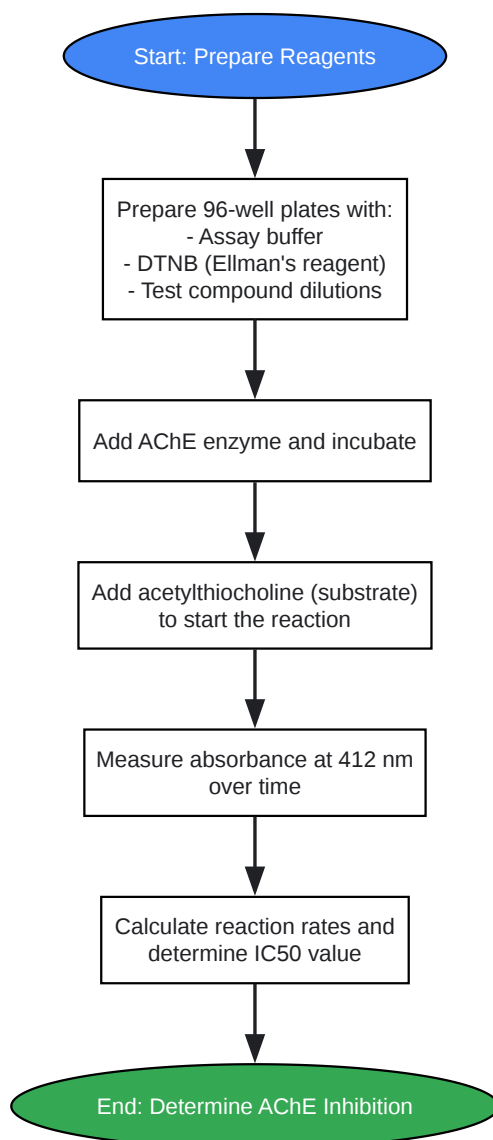 Start: Prepare Reagents
Prepare 96-well plates with:
- Assay buffer
- DTNB (Ellman's reagent)
- Test compound dilutions
Add AChE enzyme and incubate
Add acetylthiocholine (substrate)
to start the reaction
Measure absorbance at 412 nm
over time
Calculate reaction rates and
determine IC50 value
End: Determine AChE Inhibition